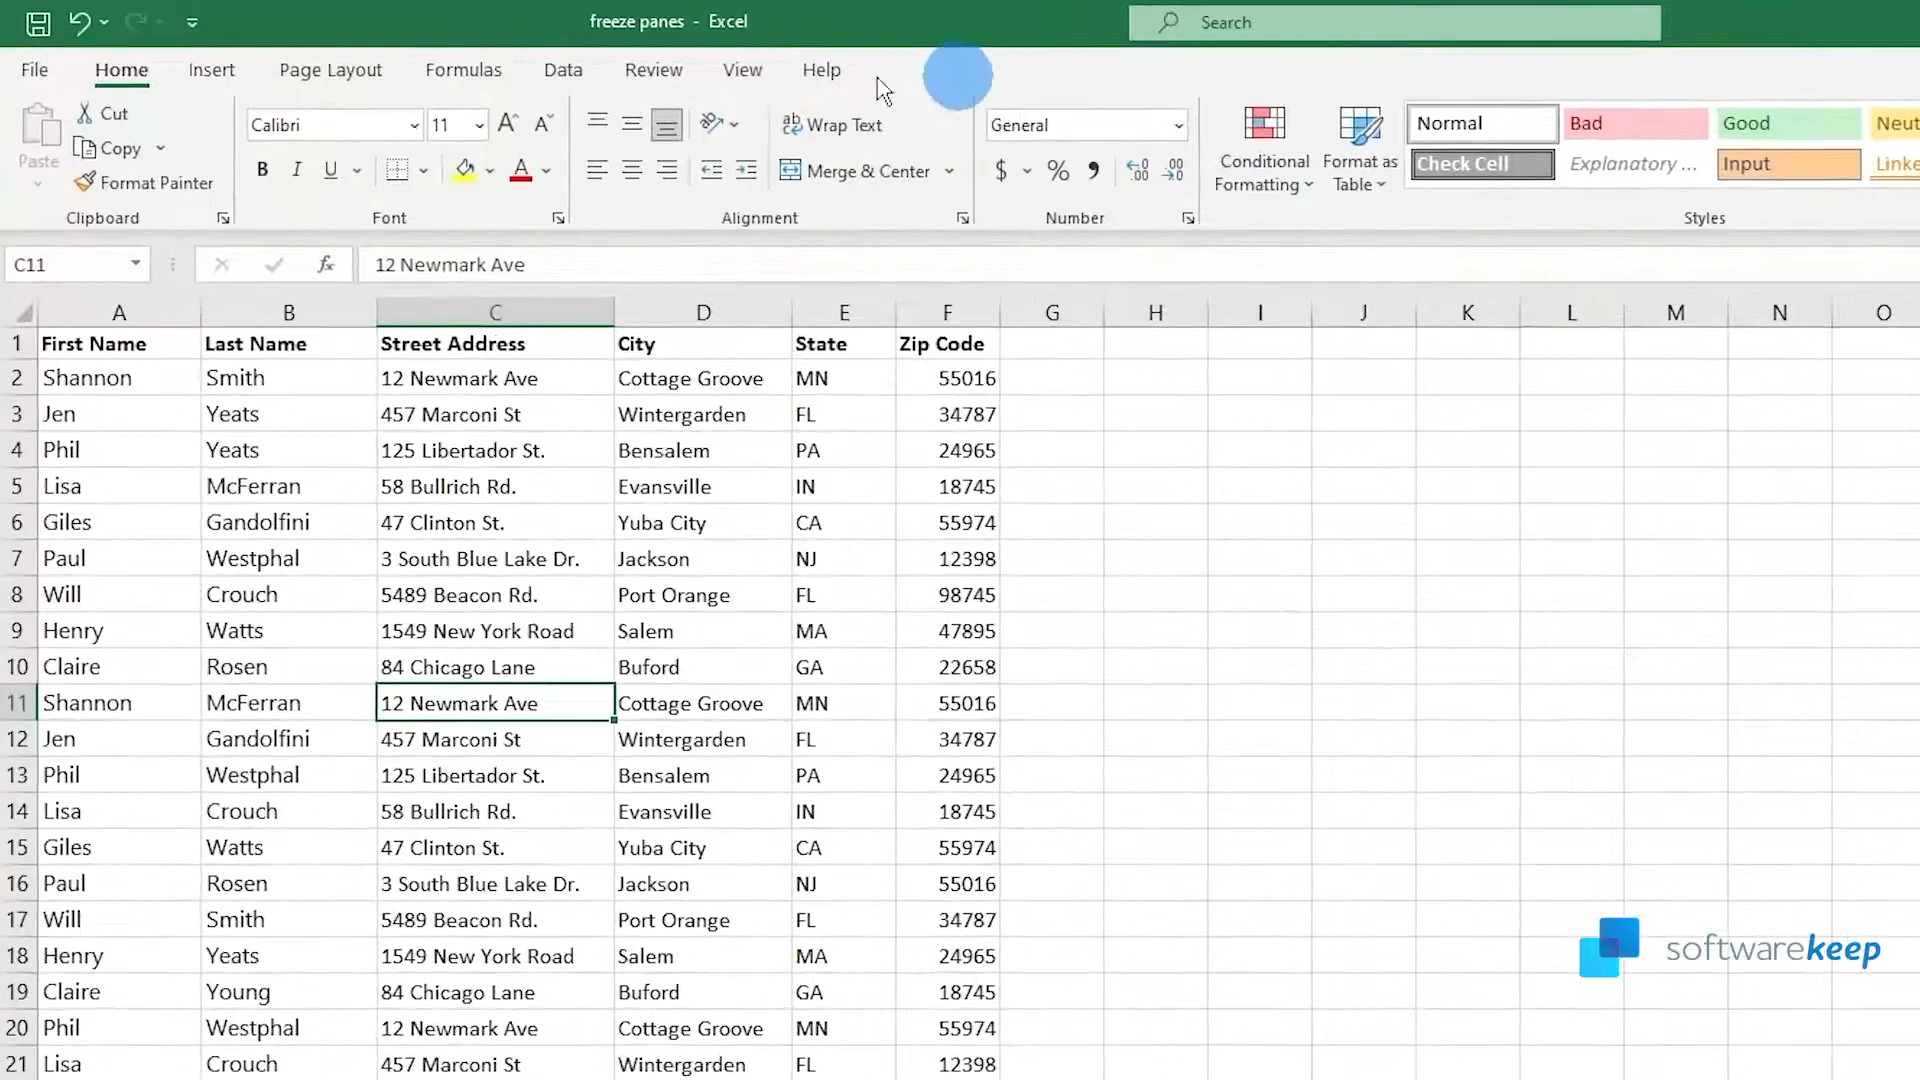 freeze panes - Excel
Search
File Home Insert Page Layout Formulas Data Review View Help
Paste
Cut
Copy
Format Painter
Clipboard
Calibri 11
B I U
Font
Wrap Text
Merge & Center
Alignment
General
$ % 9
Number
Conditional Formatting
Format as Table
Normal Bad Good
Check Cell Explanatory ... Input
Styles
C11 fx 12 Newmark Ave
A B C D E F G H I J K L M N O
1 First Name Last Name Street Address City State Zip Code
2 Shannon Smith 12 Newmark Ave Cottage Groove MN 55016
3 Jen Yeats 457 Marconi St Wintergarden FL 34787
4 Phil Yeats 125 Libertador St. Bensalem PA 24965
5 Lisa McFerran 58 Bullrich Rd. Evansville IN 18745
6 Giles Gandolfini 47 Clinton St. Yuba City CA 55974
7 Paul Westphal 3 South Blue Lake Dr. Jackson NJ 12398
8 Will Crouch 5489 Beacon Rd. Port Orange FL 98745
9 Henry Watts 1549 New York Road Salem MA 47895
10 Claire Rosen 84 Chicago Lane Buford GA 22658
11 Shannon McFerran 12 Newmark Ave Cottage Groove MN 55016
12 Jen Gandolfini 457 Marconi St Wintergarden FL 34787
13 Phil Westphal 125 Libertador St. Bensalem PA 24965
14 Lisa Crouch 58 Bullrich Rd. Evansville IN 18745
15 Giles Watts 47 Clinton St. Yuba City CA 55974
16 Paul Rosen 3 South Blue Lake Dr. Jackson NJ 55016
17 Will Smith 5489 Beacon Rd. Port Orange FL 34787
18 Henry Yeats 1549 New York Road Salem MA 24965
19 Claire Young 84 Chicago Lane Buford GA 18745
20 Phil Westphal 12 Newmark Ave Cottage Groove MN 55974
21 Lisa Crouch 457 Marconi St Wintergarden FL 12398
softwarekeep